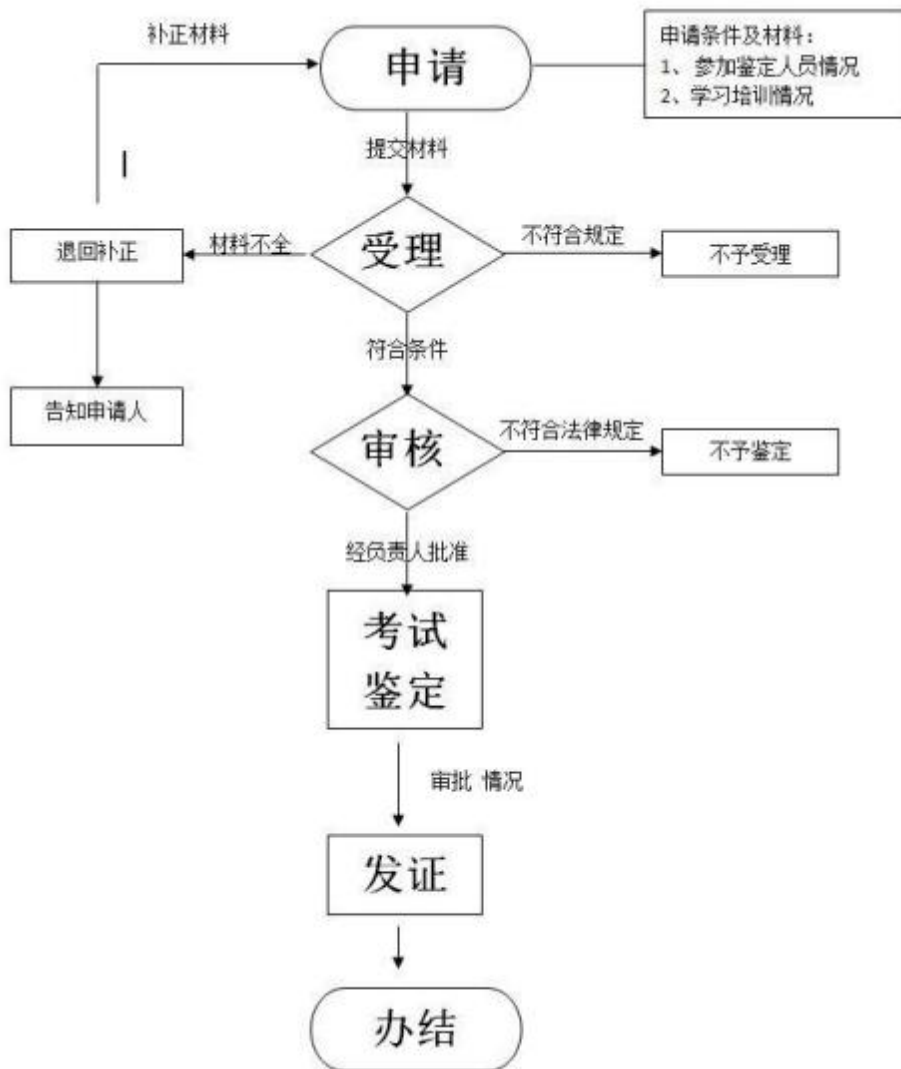 补正材料
申请
申请条件及材料:
1、参加鉴定人员情况
2、学习培训情况
提交材料
退回补正
材料不全
受理
不符合规定
不予受理
符合条件
告知申请人
审核
不符合法律规定
不予鉴定
经负责人批准
考试
鉴定
审批 情况
发证
办结